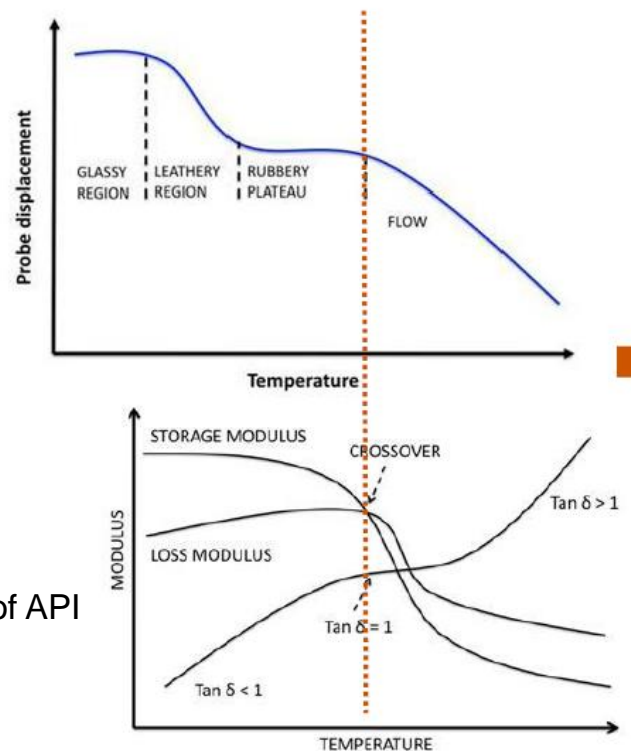 Probe displacement
GLASSY
REGION
LEATHERY
REGION
RUBBERY
PLATEAU
FLOW
Temperature
STORAGE MODULUS
CROSSOVER
Tan δ > 1
MODULUS
LOSS MODULUS
of API
Tan δ = 1
Tan δ < 1
TEMPERATURE